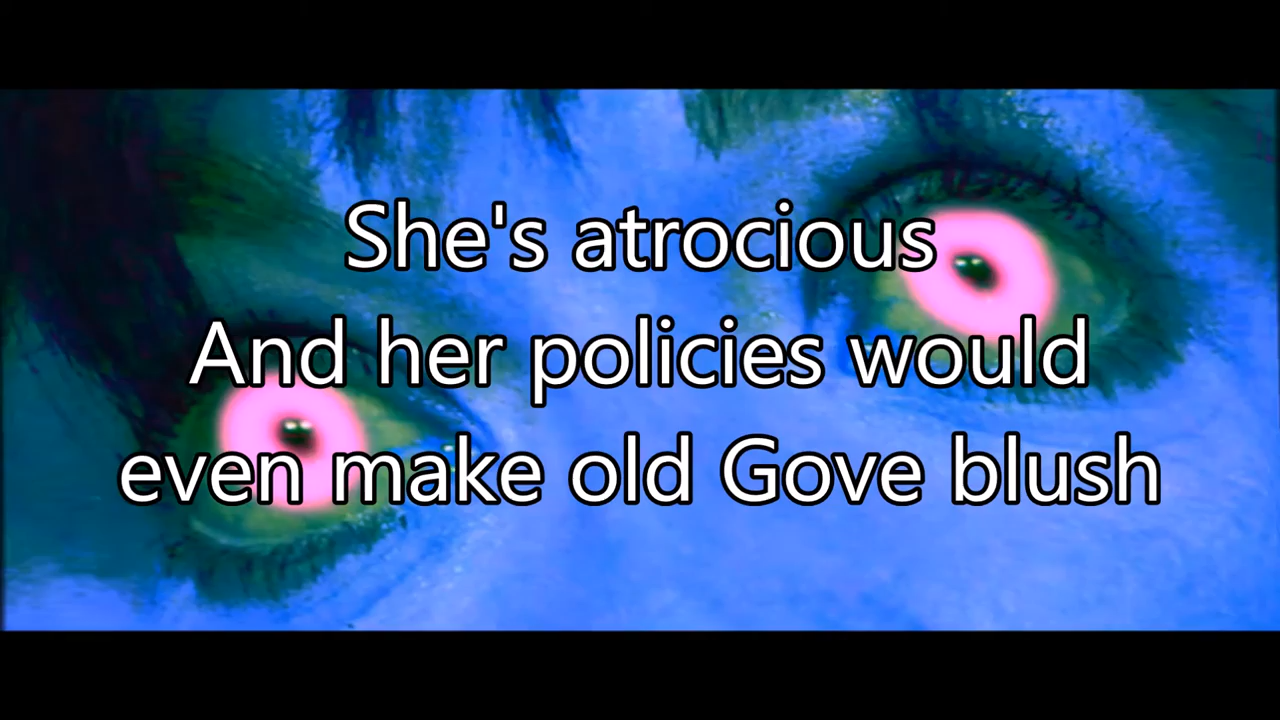 She's atrocious
And her policies would
even make old Gove blush